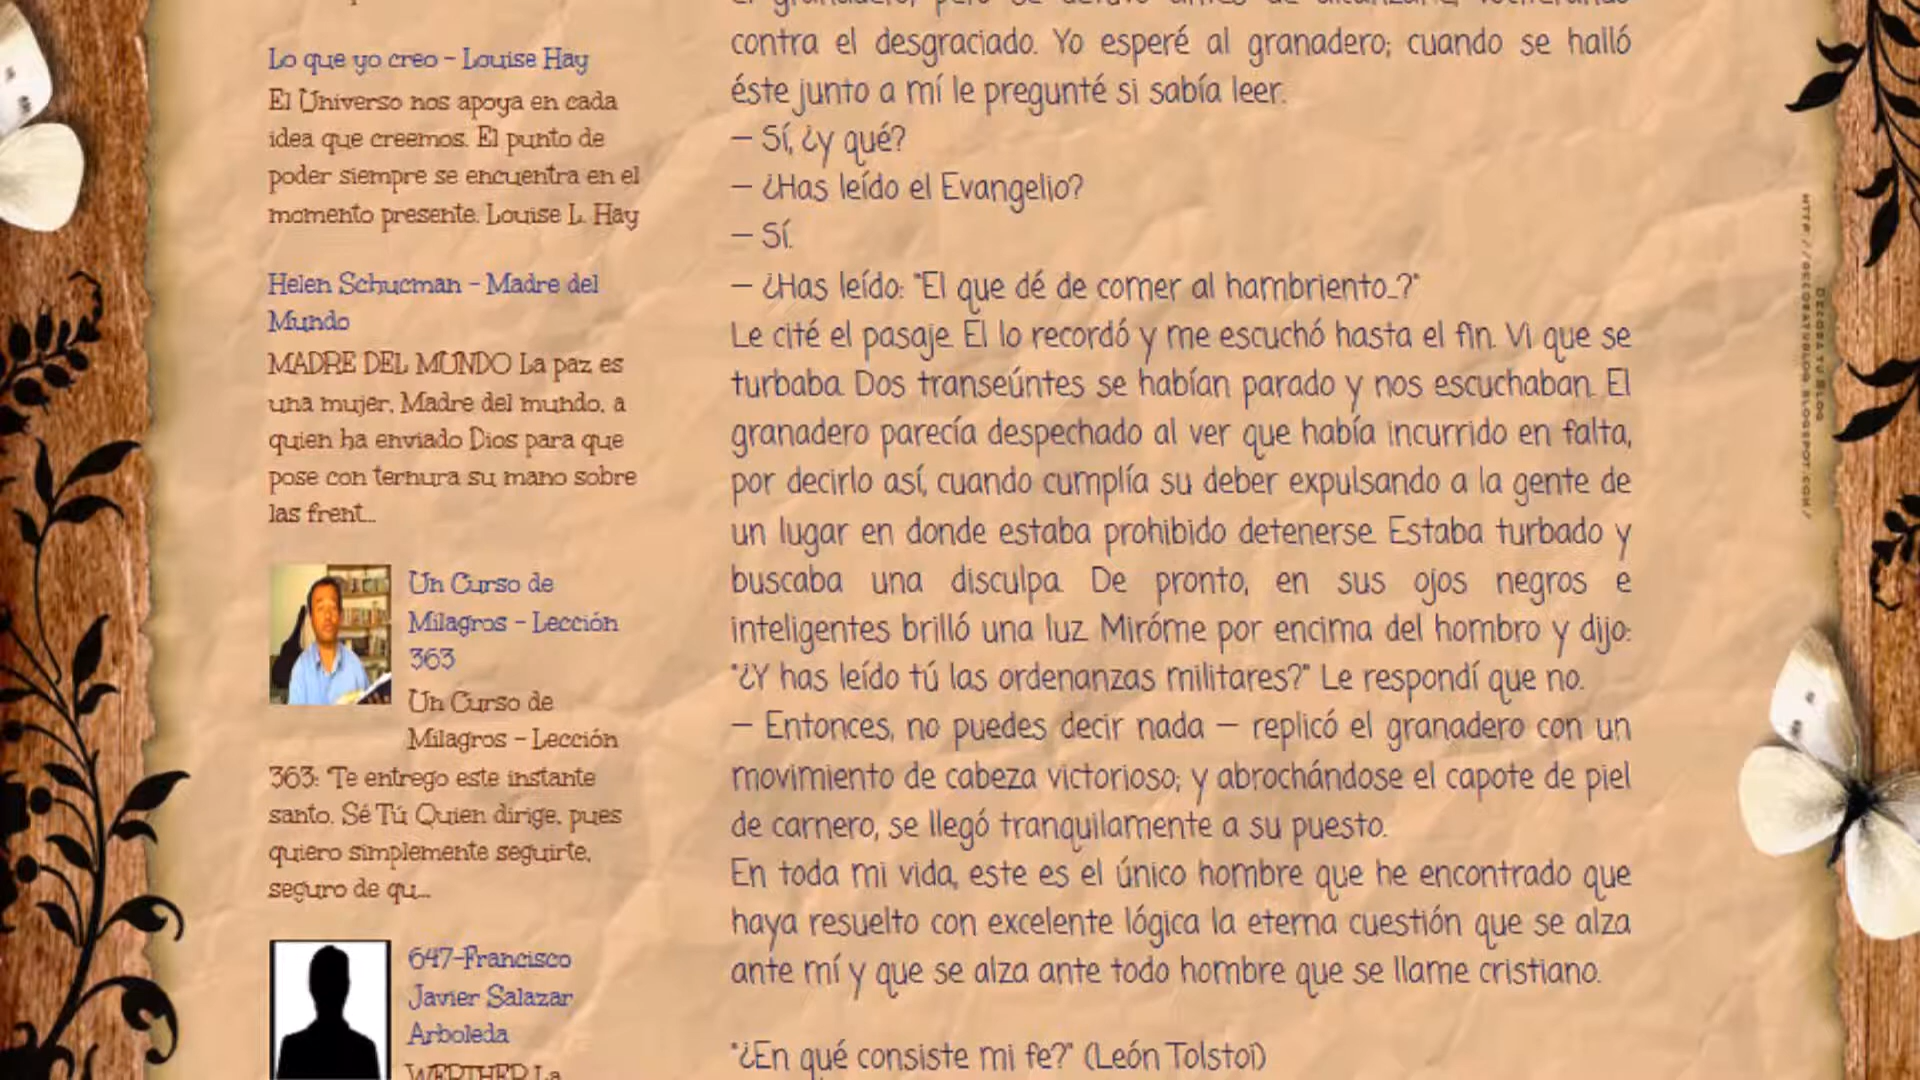 Lo que yo creo - Louise Hay
El Universo nos apoya en cada
idea que creemos. El punto de
poder siempre se encuentra en el
momento presente. Louise L. Hay
Helen Schucman - Madre del
Mundo
MADRE DEL MUNDO La paz es
una mujer, Madre del mundo, a
quien ha enviado Dios para que
pose con ternura su mano sobre
las frent...
Un Curso de
Milagros - Lección
363
Un Curso de
Milagros - Lección
363: "Te entrego este instante
santo. Sé Tú Quien dirige, pues
quiero simplemente seguirte,
seguro de qu...
647-Francisco
Javier Salazar
Arboleda
WERTHER La
contra el desgraciado. Yo esperé al granadero; cuando se halló
éste junto a mí le pregunté si sabía leer.
— Sí, ¿y qué?
— ¿Has leído el Evangelio?
— Sí.
— ¿Has leído: "El que dé de comer al hambriento...?"
Le cité el pasaje. Él lo recordó y me escuchó hasta el fin. Vi que se
turbaba. Dos transeúntes se habían parado y nos escuchaban. El
granadero parecía despechado al ver que había incurrido en falta,
por decirlo así, cuando cumplía su deber expulsando a la gente de
un lugar en donde estaba prohibido detenerse. Estaba turbado y
buscaba una disculpa. De pronto, en sus ojos negros e
inteligentes brilló una luz. Miróme por encima del hombro y dijo:
"¿Y has leído tú las ordenanzas militares?" Le respondí que no.
— Entonces, no puedes decir nada — replicó el granadero con un
movimiento de cabeza victorioso; y abrochándose el capote de piel
de carnero, se llegó tranquilamente a su puesto.
En toda mi vida, este es el único hombre que he encontrado que
haya resuelto con excelente lógica la eterna cuestión que se alza
ante mí y que se alza ante todo hombre que se llame cristiano.
"¿En qué consiste mi fe?" (León Tolstoi)
DECORA TU BLOG
HTTP://DECORATUBLOG.BLOGSPOT.COM/